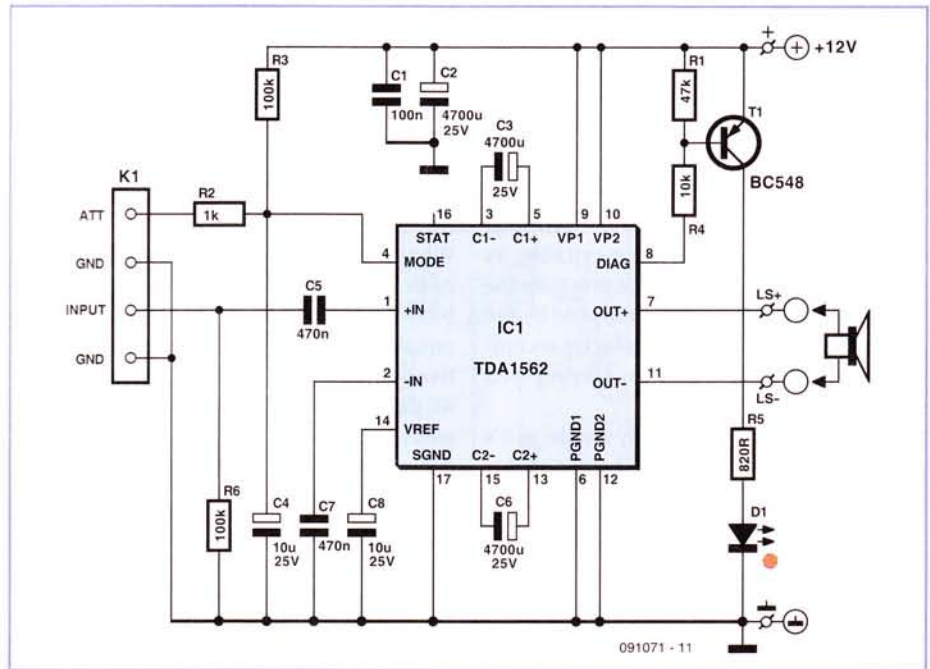 +
+12V
R3
100k
C1
100n
C2
4700u
25V
C3
4700u
25V
R1
47k
T1
BC548
10k
R4
K1
ATT
GND
INPUT
GND
R2
1k
16
3
5
9
10
STAT
C1-
C1+
VP1
VP2
4
MODE
DIAG
8
C5
470n
1
+IN
OUT+
7
LS+
IC1
TDA1562
2
-IN
OUT-
11
LS-
14
VREF
SGND
C2-
C2+
PGND1
PGND2
17
15
13
6
12
R5
820R
R6
100k
C4
10u
25V
C7
470n
C8
10u
25V
C6
4700u
25V
D1
091071 - 11